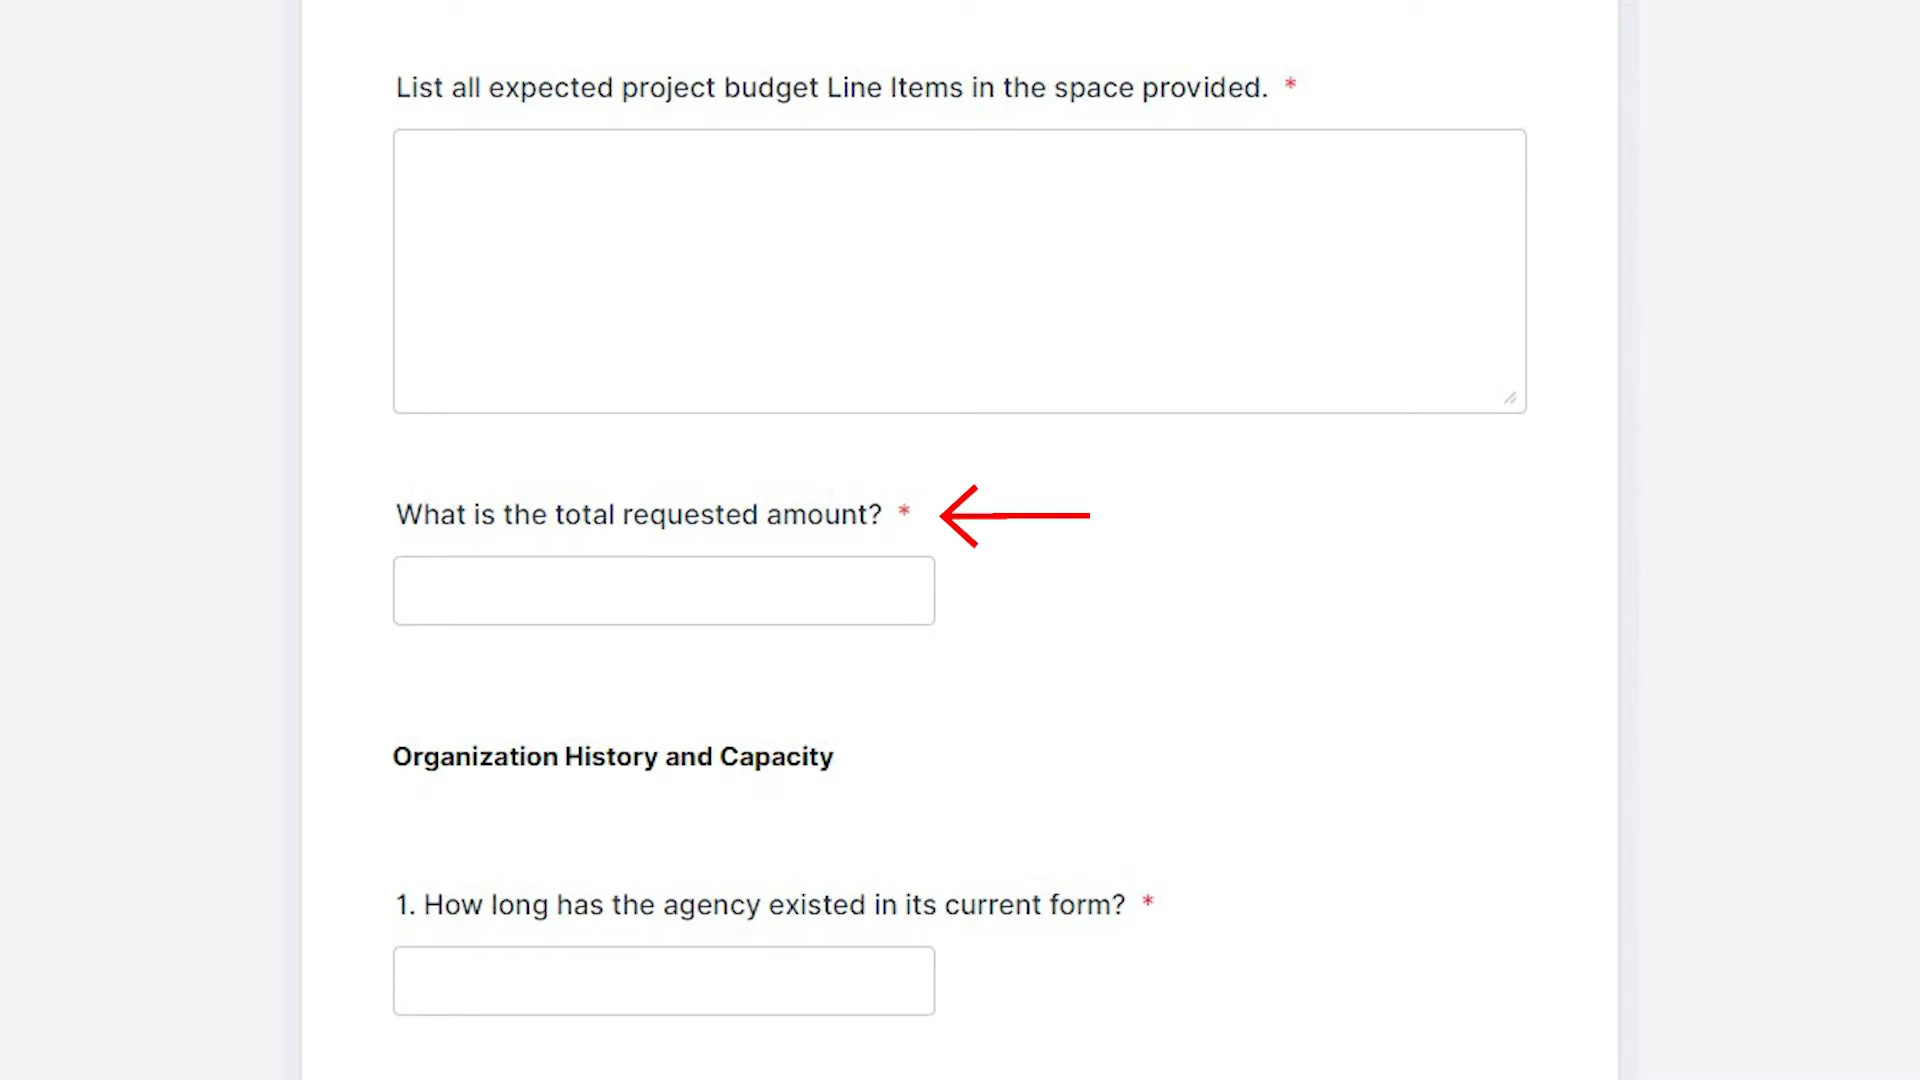 List all expected project budget Line Items in the space provided. *
What is the total requested amount? *
Organization History and Capacity
1. How long has the agency existed in its current form? *